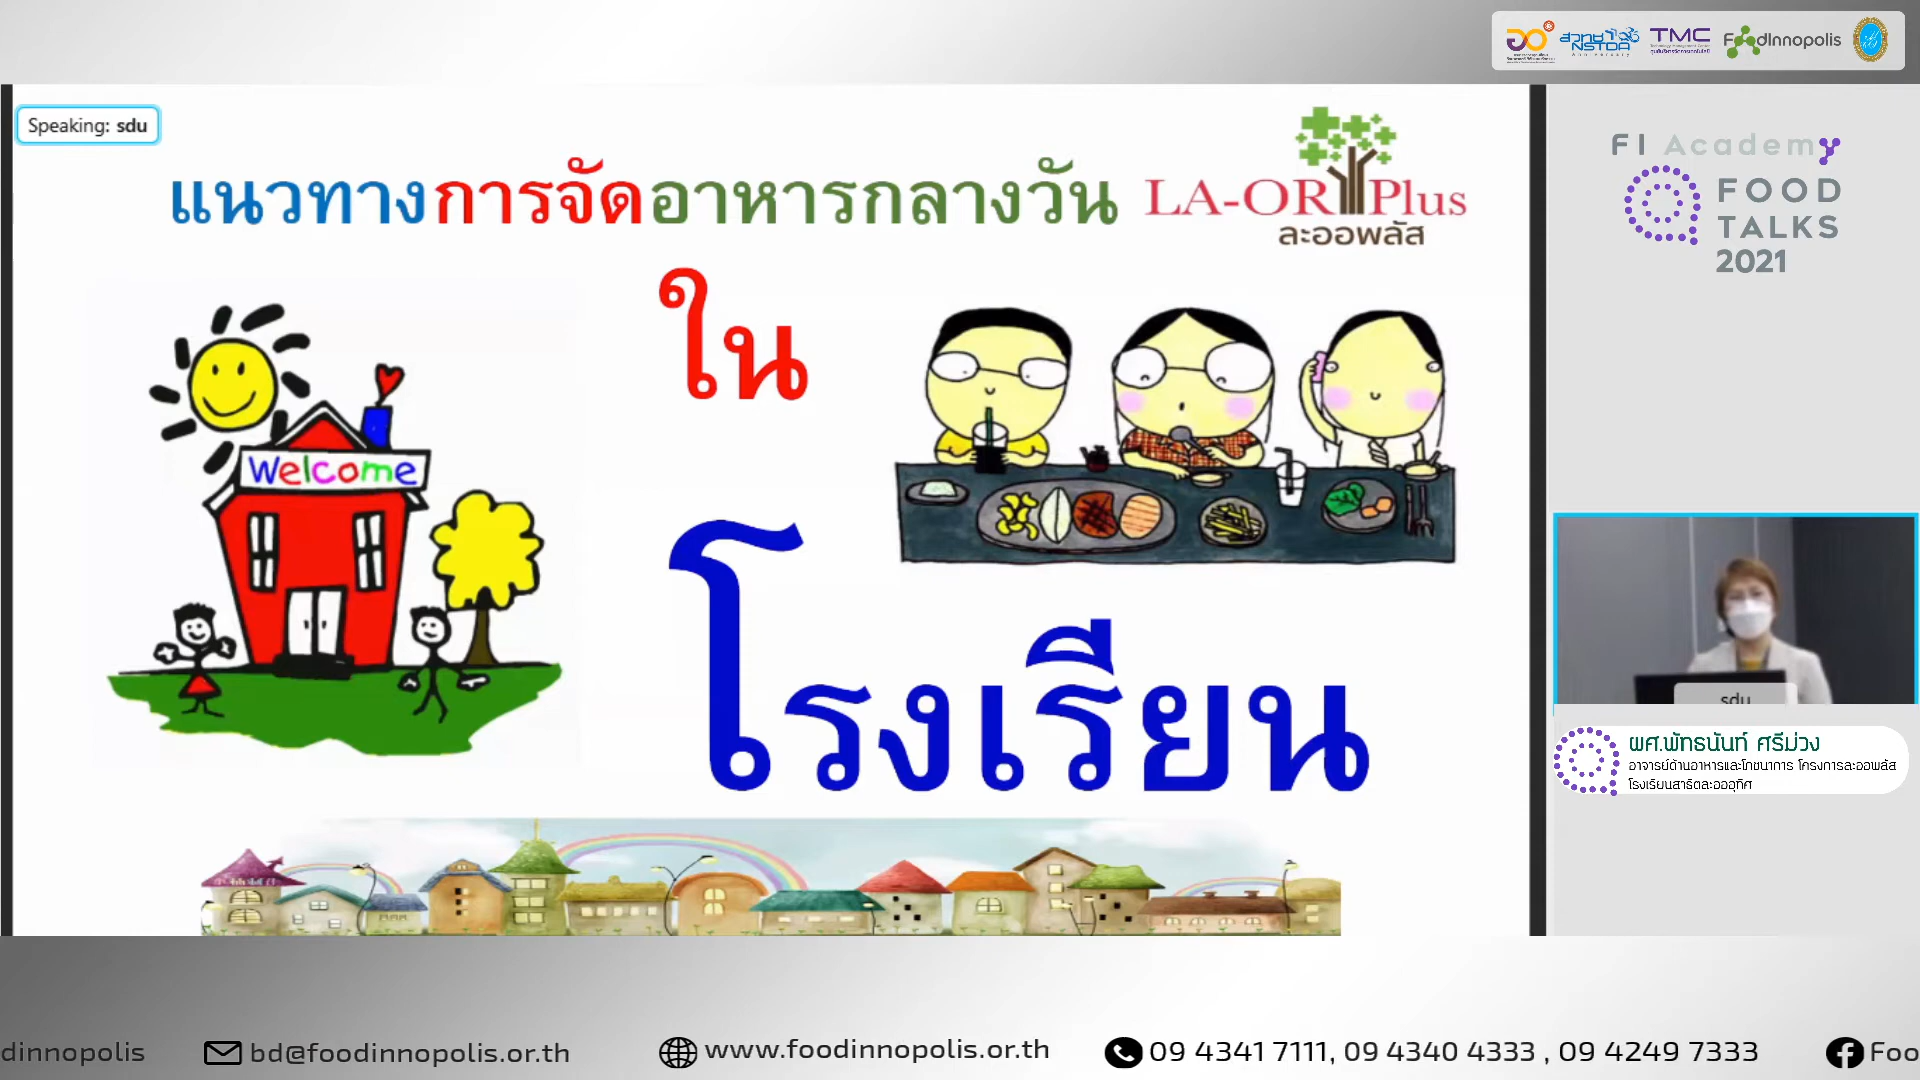 สวทช
NSTDA
TMC
FoodInnopolis
Speaking: sdu
แนวทางการจัดอาหารกลางวัน
LA-OR Plus
ละออพลัส
ใน
โรงเรียน
Welcome
FI Academy
FOOD
TALKS
2021
sdu
ผศ.พัทธนันท์ ศรีม่วง
อาจารย์ด้านอาหารและโภชนาการ โครงการละออพลัส
โรงเรียนสาธิตละอออุทิศ
dinnopolis
bd@foodinnopolis.or.th
www.foodinnopolis.or.th
09 4341 7111, 09 4340 4333 , 09 4249 7333
Foo